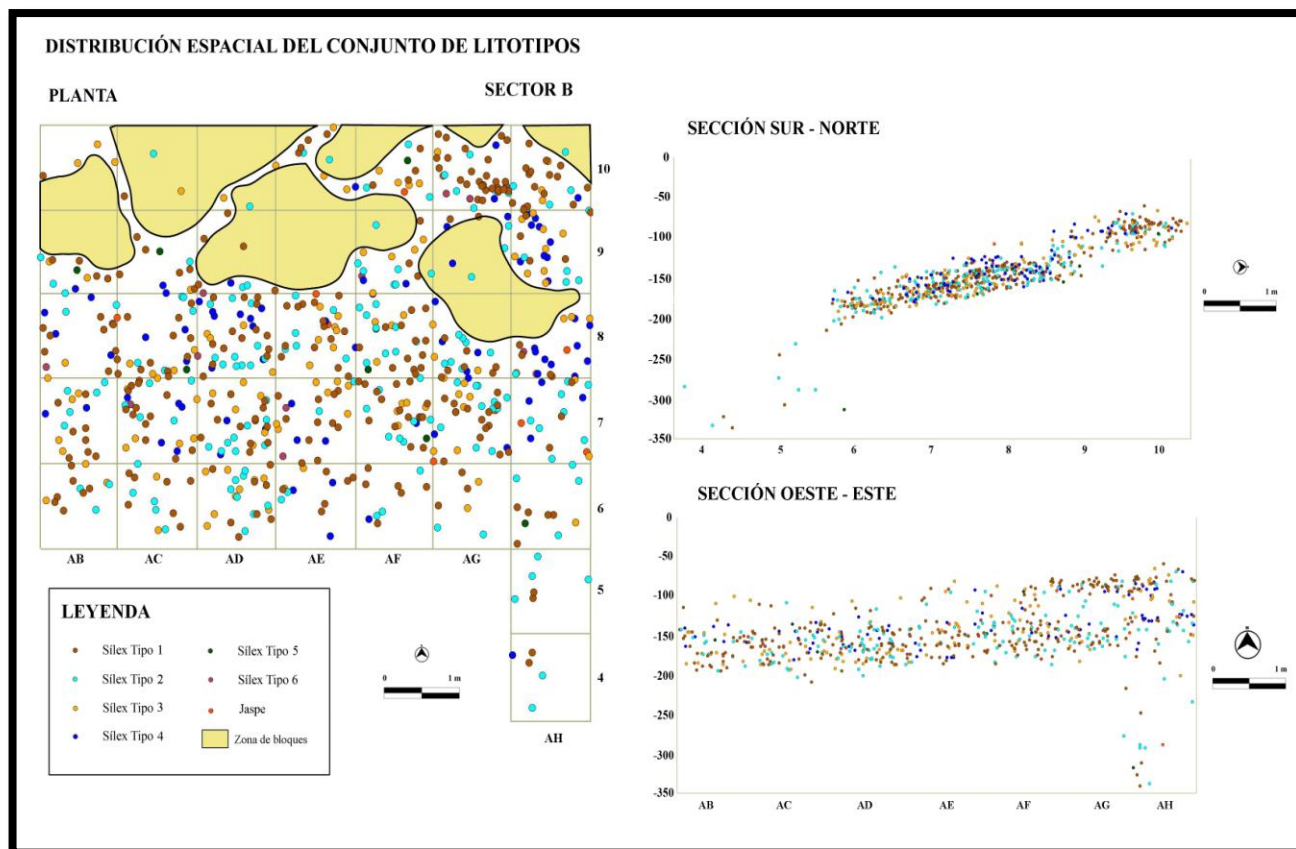 DISTRIBUCIÓN ESPACIAL DEL CONJUNTO DE LITOTIPOS
PLANTA
SECTOR B
10
9
8
7
6
5
4
AB
AC
AD
AE
AF
AG
AH
LEYENDA
Sílex Tipo 1
Sílex Tipo 2
Sílex Tipo 3
Sílex Tipo 4
Sílex Tipo 5
Sílex Tipo 6
Jaspe
Zona de bloques
0 1 m
SECCIÓN SUR - NORTE
0
-50
-100
-150
-200
-250
-300
-350
4 5 6 7 8 9 10
0 1 m
SECCIÓN OESTE - ESTE
0
-50
-100
-150
-200
-250
-300
-350
AB AC AD AE AF AG AH
0 1 m